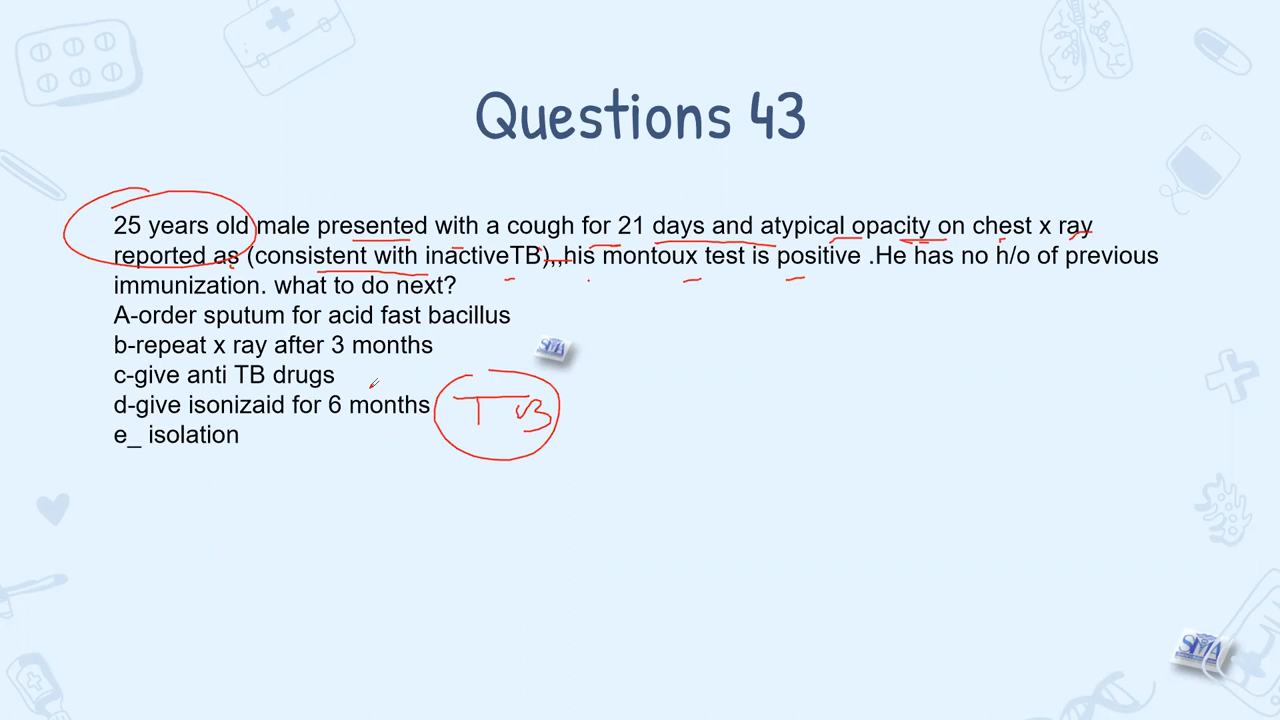 Questions 43
25 years old male presented with a cough for 21 days and atypical opacity on chest x ray
reported as (consistent with inactiveTB),,his montoux test is positive .He has no h/o of previous
immunization. what to do next?
A-order sputum for acid fast bacillus
b-repeat x ray after 3 months
c-give anti TB drugs
d-give isonizaid for 6 months
TB
e_ isolation
SMA
SMA